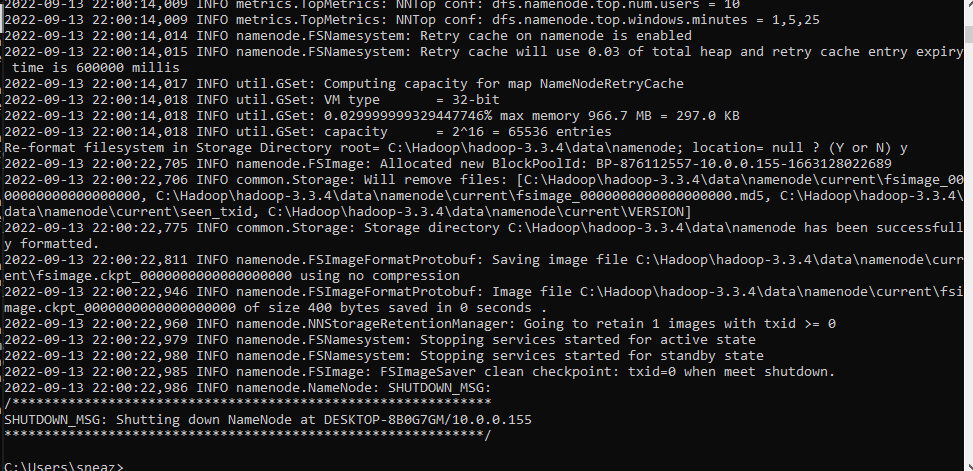 2022-09-13 22:00:14,009 INFO metrics.TopMetrics: NNTop conf: dfs.namenode.top.num.users = 10
2022-09-13 22:00:14,009 INFO metrics.TopMetrics: NNTop conf: dfs.namenode.top.windows.minutes = 1,5,25
2022-09-13 22:00:14,014 INFO namenode.FSNamesystem: Retry cache on namenode is enabled
2022-09-13 22:00:14,015 INFO namenode.FSNamesystem: Retry cache will use 0.03 of total heap and retry cache entry expiry
 time is 600000 millis
2022-09-13 22:00:14,017 INFO util.GSet: Computing capacity for map NameNodeRetryCache
2022-09-13 22:00:14,018 INFO util.GSet: VM type       = 32-bit
2022-09-13 22:00:14,018 INFO util.GSet: 0.029999999329447746% max memory 966.7 MB = 297.0 KB
2022-09-13 22:00:14,018 INFO util.GSet: capacity      = 2^16 = 65536 entries
Re-format filesystem in Storage Directory root= C:\Hadoop\hadoop-3.3.4\data\namenode; location= null ? (Y or N) y
2022-09-13 22:00:22,705 INFO namenode.FSImage: Allocated new BlockPoolId: BP-876112557-10.0.0.155-1663128022689
2022-09-13 22:00:22,706 INFO common.Storage: Will remove files: [C:\Hadoop\hadoop-3.3.4\data\namenode\current\fsimage_00
00000000000000000, C:\Hadoop\hadoop-3.3.4\data\namenode\current\fsimage_0000000000000000000.md5, C:\Hadoop\hadoop-3.3.4\
data\namenode\current\seen_txid, C:\Hadoop\hadoop-3.3.4\data\namenode\current\VERSION]
2022-09-13 22:00:22,775 INFO common.Storage: Storage directory C:\Hadoop\hadoop-3.3.4\data\namenode has been successfull
y formatted.
2022-09-13 22:00:22,811 INFO namenode.FSImageFormatProtobuf: Saving image file C:\Hadoop\hadoop-3.3.4\data\namenode\curr
ent\fsimage.ckpt_0000000000000000000 using no compression
2022-09-13 22:00:22,946 INFO namenode.FSImageFormatProtobuf: Image file C:\Hadoop\hadoop-3.3.4\data\namenode\current\fsi
mage.ckpt_0000000000000000000 of size 400 bytes saved in 0 seconds .
2022-09-13 22:00:22,960 INFO namenode.NNStorageRetentionManager: Going to retain 1 images with txid >= 0
2022-09-13 22:00:22,979 INFO namenode.FSNamesystem: Stopping services started for active state
2022-09-13 22:00:22,980 INFO namenode.FSNamesystem: Stopping services started for standby state
2022-09-13 22:00:22,985 INFO namenode.FSImage: FSImageSaver clean checkpoint: txid=0 when meet shutdown.
2022-09-13 22:00:22,986 INFO namenode.NameNode: SHUTDOWN_MSG:
/************************************************************
SHUTDOWN_MSG: Shutting down NameNode at DESKTOP-8B0G7GM/10.0.0.155
************************************************************/
C:\Users\sneaz>